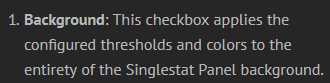 1. Background: This checkbox applies the
configured thresholds and colors to the
entirety of the Singlestat Panel background.